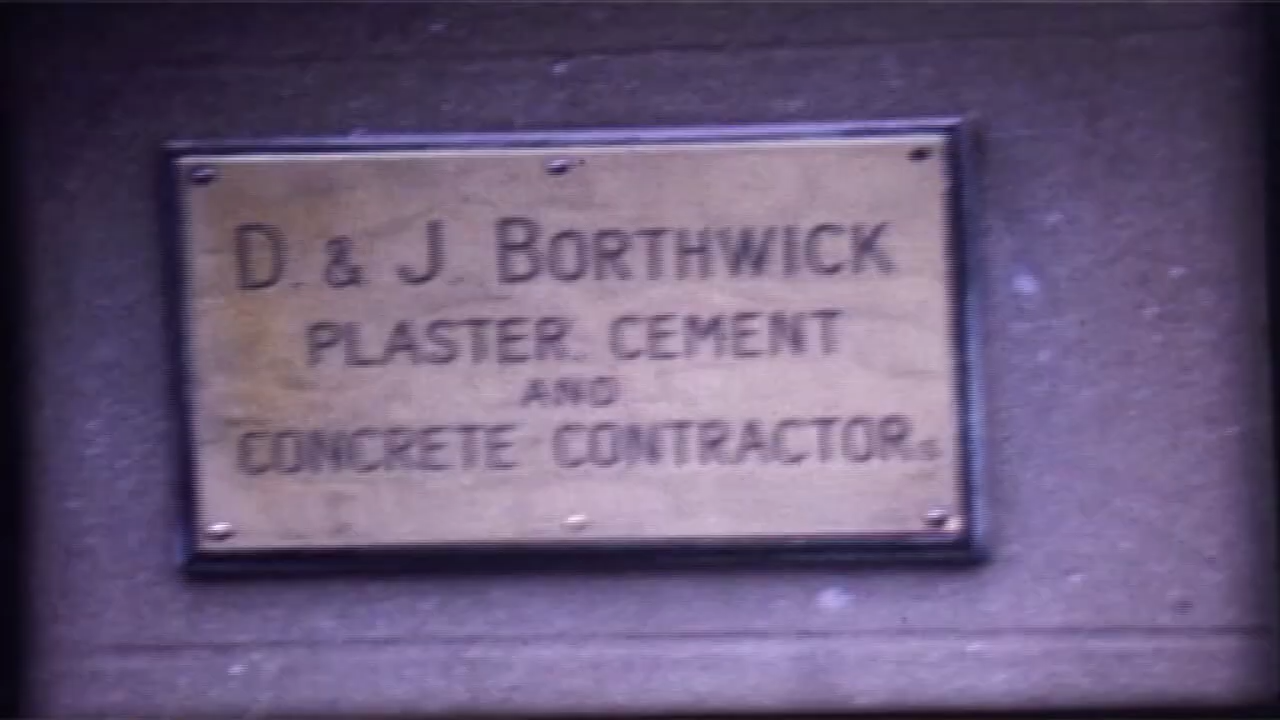 D. & J. BORTHWICK
PLASTER. CEMENT
AND
CONCRETE CONTRACTORS